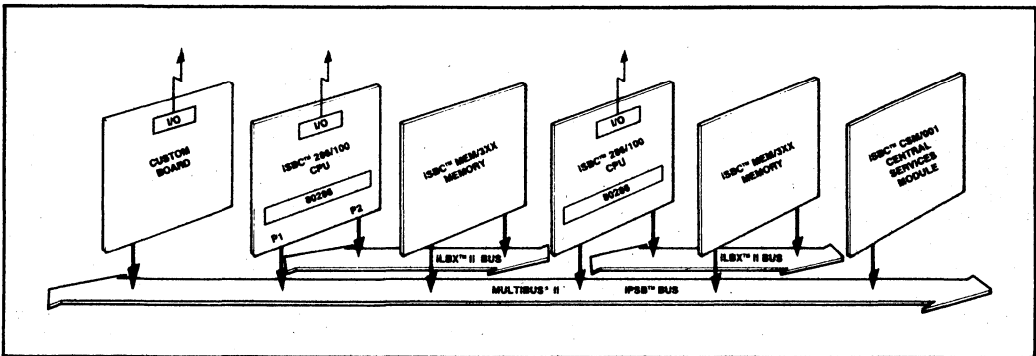 I/O
CUSTOM
BOARD
I/O
iSBC™ 286/100
CPU
80286
P1
P2
iSBC™ MEM/3XX
MEMORY
I/O
iSBC™ 286/100
CPU
80286
iSBC™ MEM/3XX
MEMORY
iSBC™ CSM/001
CENTRAL
SERVICES
MODULE
iLBX™ II BUS
iLBX™ II BUS
MULTIBUS® II iPSB™ BUS